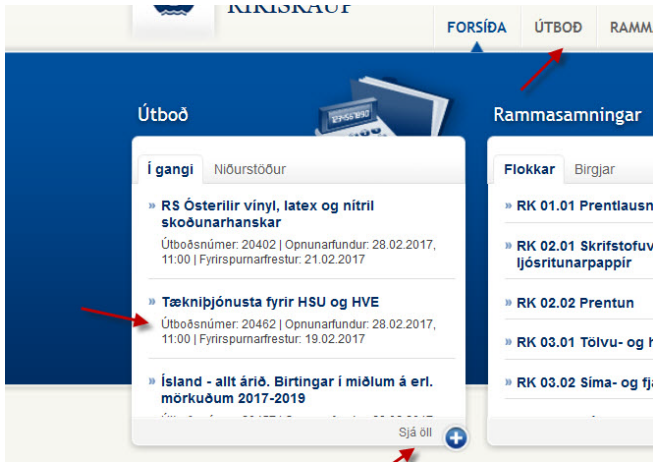 RÍKISKAUP
FORSÍÐA ÚTBOÐ
Útboð
Í gangi Niðurstöður
» RS Ósterilir vínyl, latex og nítril
skoðunarhanskar
Útboðsnúmer: 20402 | Opnunarfundur: 28.02.2017,
11:00 | Fyrirspurnarfrestur: 21.02.2017
» Tækniþjónusta fyrir HSU og HVE
Útboðsnúmer: 20462 | Opnunarfundur: 28.02.2017,
11:00 | Fyrirspurnarfrestur: 19.02.2017
» Ísland - allt árið. Birtingar í miðlum á erl.
mörkuðum 2017-2019
Sjá öll
Rammasamningar
Flokkar Birgjar
» RK 01.01 Prentlausn
» RK 02.01 Skrifstofuv
ljósritunarpappír
» RK 02.02 Prentun
» RK 03.01 Tölvu- og h
» RK 03.02 Síma- og fja